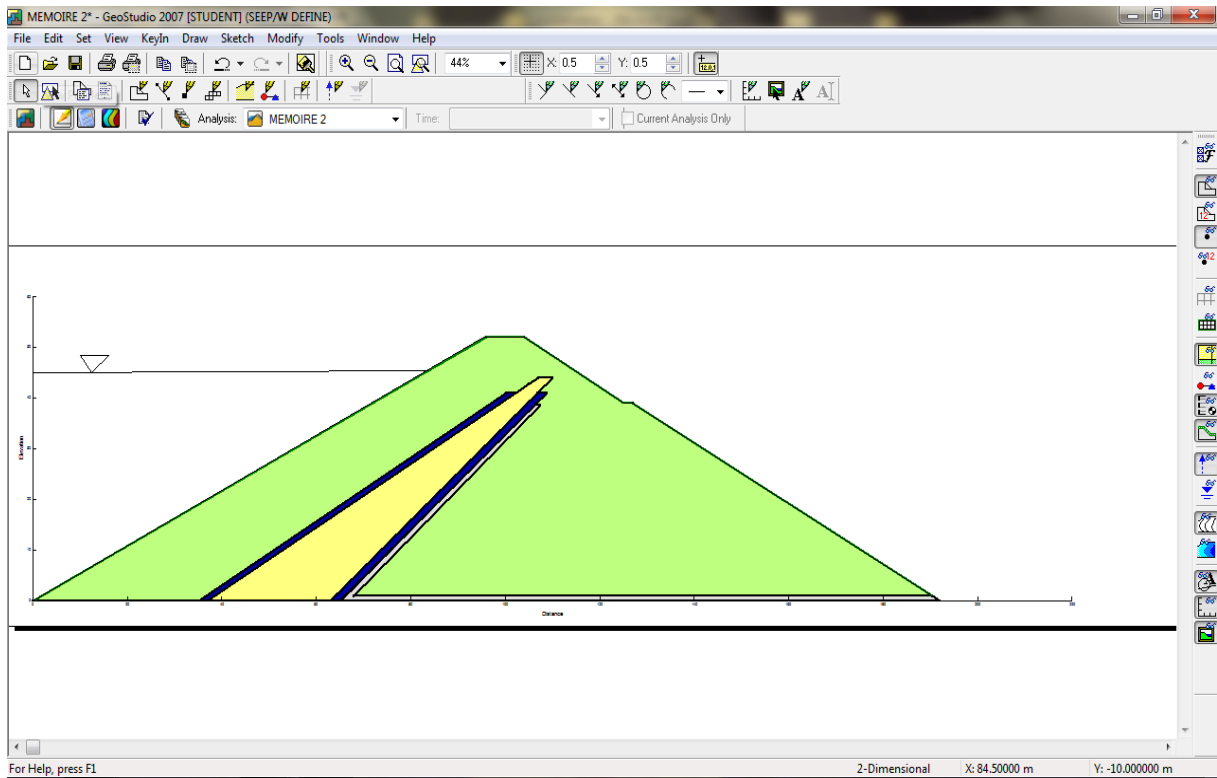 MEMOIRE 2* - GeoStudio 2007 [STUDENT] (SEEP/W DEFINE)
File Edit Set View KeyIn Draw Sketch Modify Tools Window Help
44% X: 0.5 Y: 0.5
Analysis: MEMOIRE 2 Time: Current Analysis Only
Elevation
Distance
For Help, press F1 2-Dimensional X: 84.50000 m Y: -10.000000 m